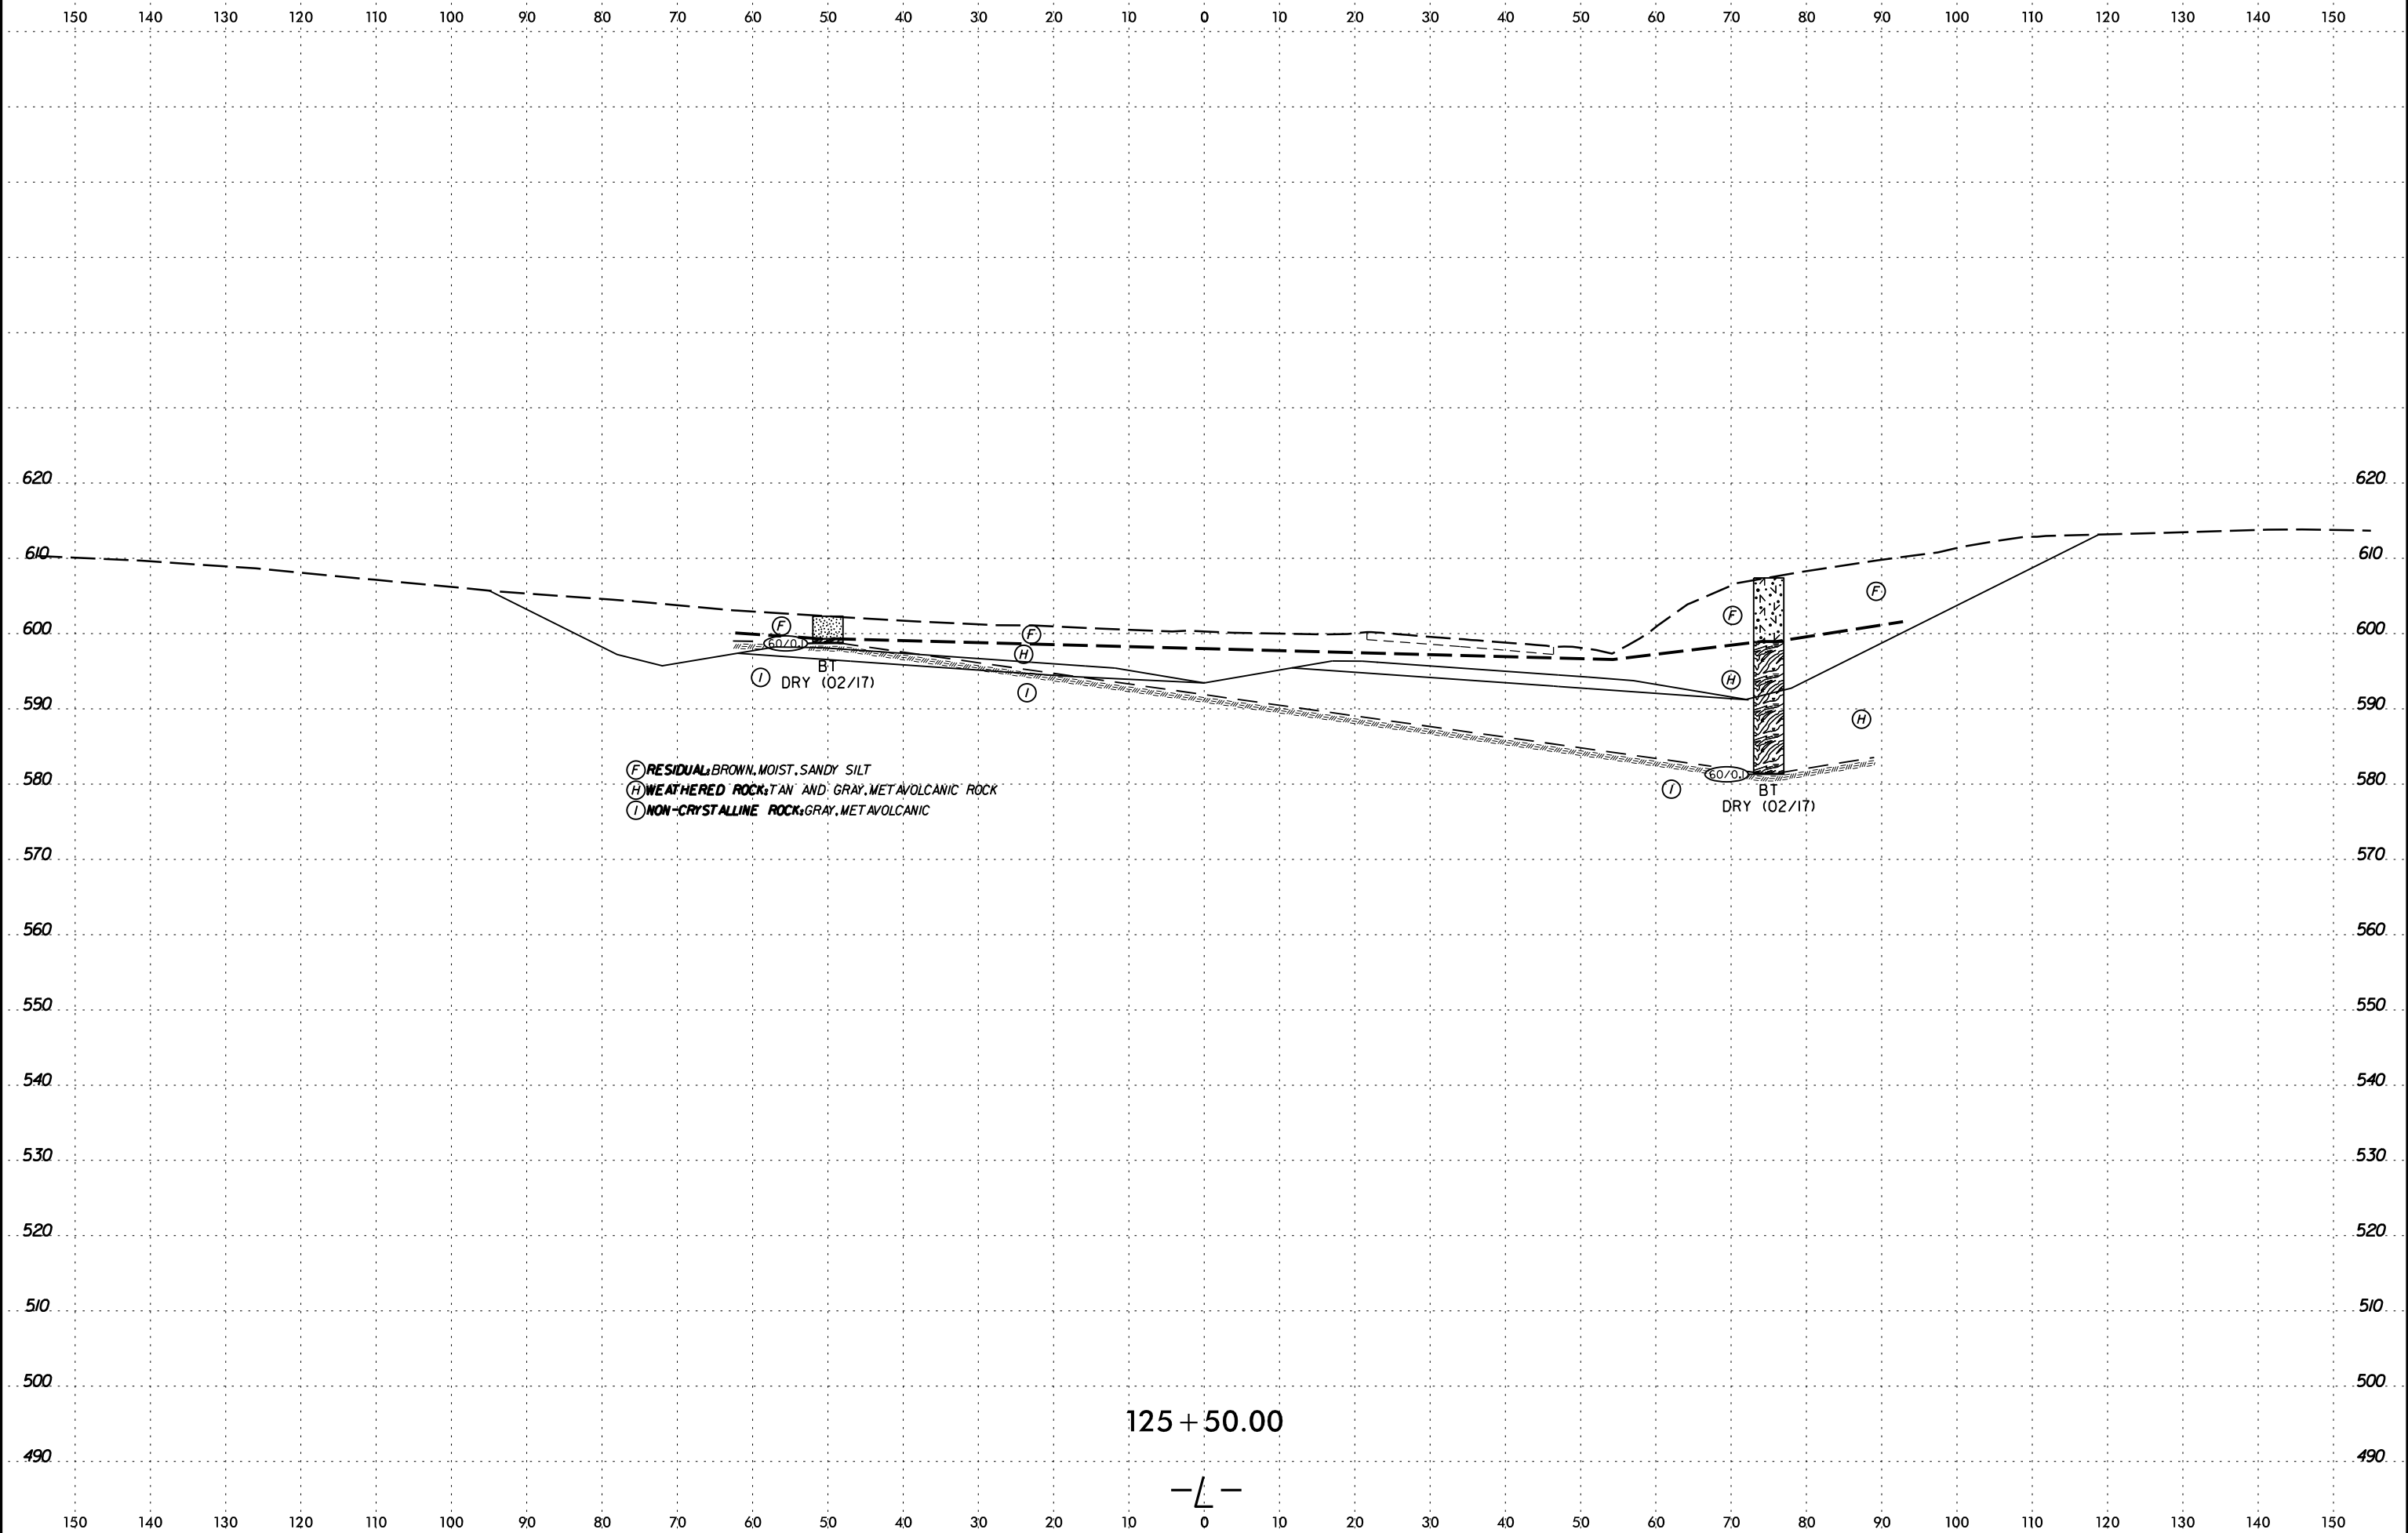 150 140 130 120 110 100 90 80 70 60 50 40 30 20 10 0 10 20 30 40 50 60 70 80 90 100 110 120 130 140 150
620 620
610 610
F
600 F F F 600
60/0.1 H
BT H
I DRY (02/17) I
590 H 590
Ⓕ RESIDUAL: BROWN, MOIST, SANDY SILT
60/0.1
580 580
Ⓗ WEATHERED ROCK: TAN AND GRAY, METAVOLCANIC ROCK
I BT
DRY (02/17)
Ⓘ NON-CRYSTALLINE ROCK: GRAY, METAVOLCANIC
570 570
560 560
550 550
540 540
530 530
520 520
510 510
500 500
125+50.00
490 490
-L-
150 140 130 120 110 100 90 80 70 60 50 40 30 20 10 0 10 20 30 40 50 60 70 80 90 100 110 120 130 140 150